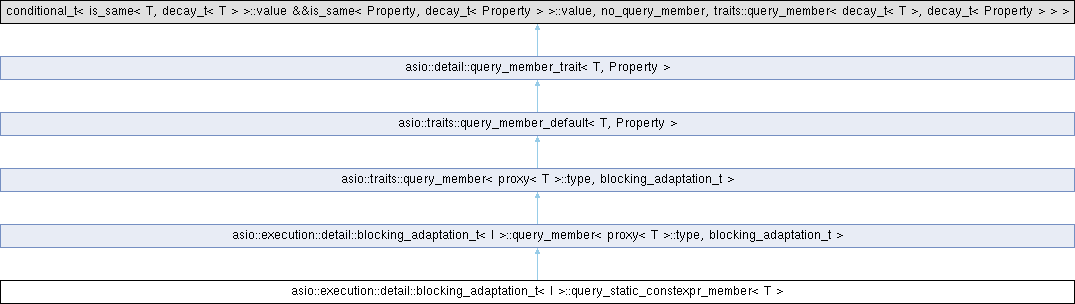 conditional_t< is_same< T, decay_t< T > >::value &&is_same< Property, decay_t< Property > >::value, no_query_member, traits::query_member< decay_t< T >, decay_t< Property > > >
asio::detail::query_member_trait< T, Property >
asio::traits::query_member_default< T, Property >
asio::traits::query_member< proxy< T >::type, blocking_adaptation_t >
asio::execution::detail::blocking_adaptation_t< I >::query_member< proxy< T >::type, blocking_adaptation_t >
asio::execution::detail::blocking_adaptation_t< I >::query_static_constexpr_member< T >